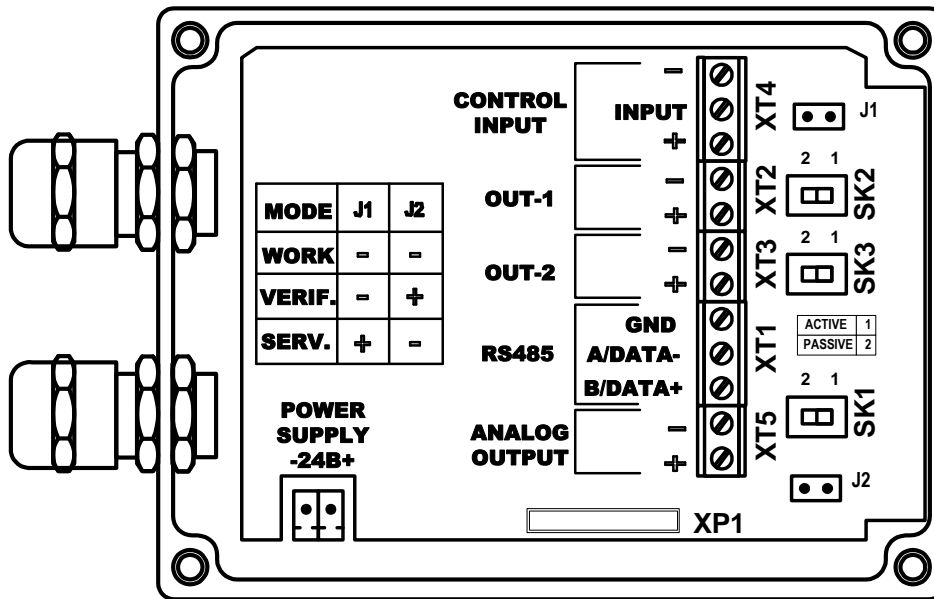 CONTROL
INPUT
-
INPUT
+
XT4
J1
OUT-1
-
+
XT2
2 1
SK2
OUT-2
-
+
XT3
2 1
SK3
MODE J1 J2
WORK - -
VERIF. - +
SERV. + -
RS485
GND
A/DATA-
B/DATA+
XT1
ACTIVE 1
PASSIVE 2
ANALOG
OUTPUT
-
+
XT5
2 1
SK1
J2
POWER
SUPPLY
-24B+
XP1